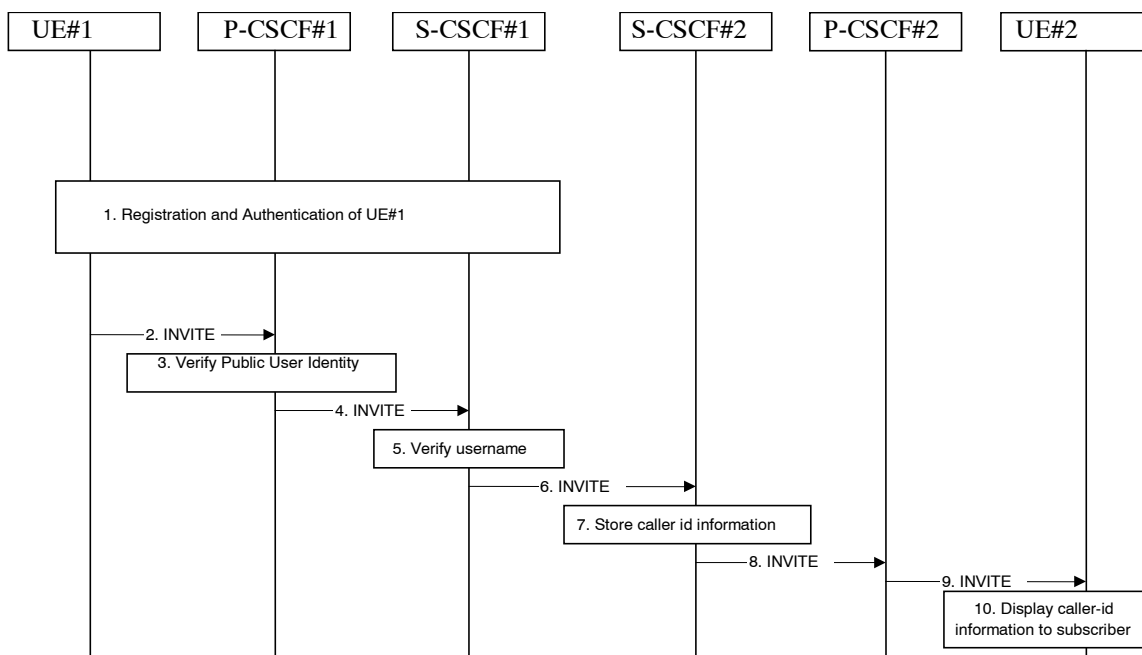 UE#1
P-CSCF#1
S-CSCF#1
S-CSCF#2
P-CSCF#2
UE#2
1. Registration and Authentication of UE#1
2. INVITE
3. Verify Public User Identity
4. INVITE
5. Verify username
6. INVITE
7. Store caller id information
8. INVITE
9. INVITE
10. Display caller-id
information to subscriber